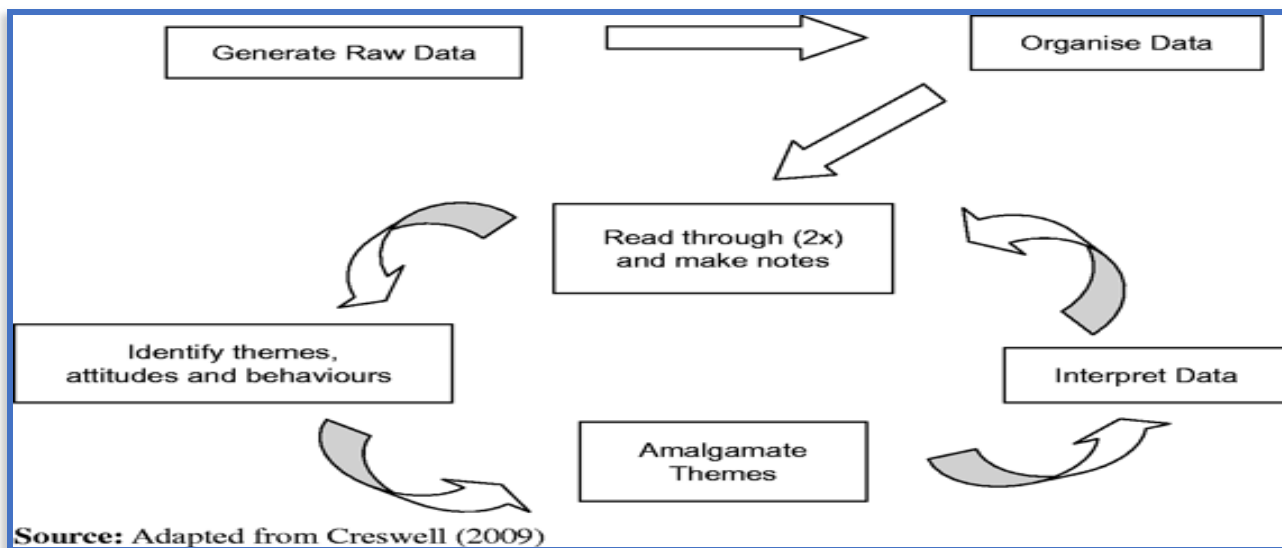 Generate Raw Data
Organise Data
Read through (2x)
and make notes
Identify themes,
attitudes and behaviours
Interpret Data
Amalgamate
Themes
Source: Adapted from Creswell (2009)